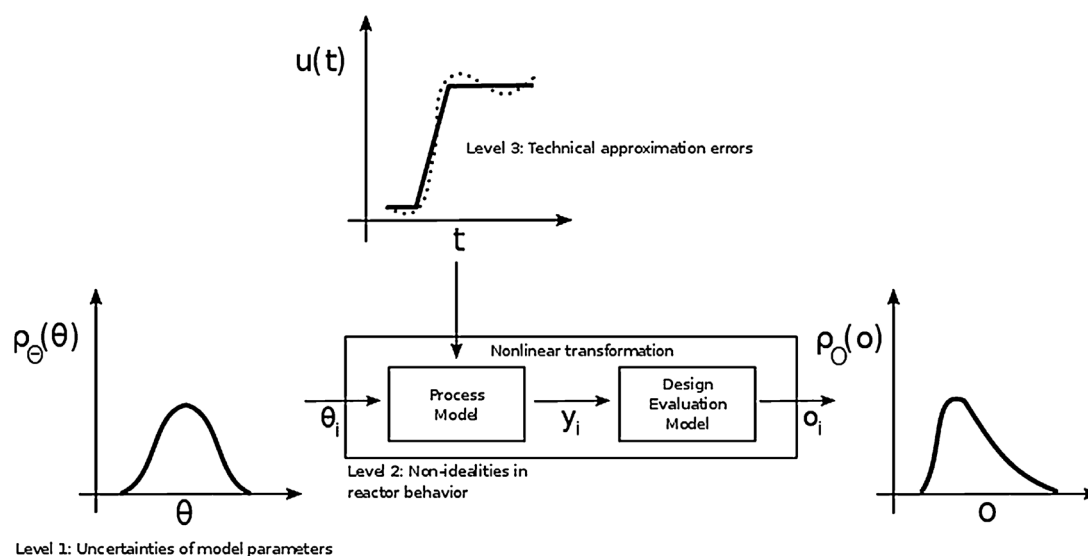 u(t)
Level 3: Technical approximation errors
t
ρΘ(θ)
Nonlinear transformation
ρO(o)
Process
Model
Design
Evaluation
Model
θi
yi
oi
Level 2: Non-idealities in
reactor behavior
θ
o
Level 1: Uncertainties of model parameters